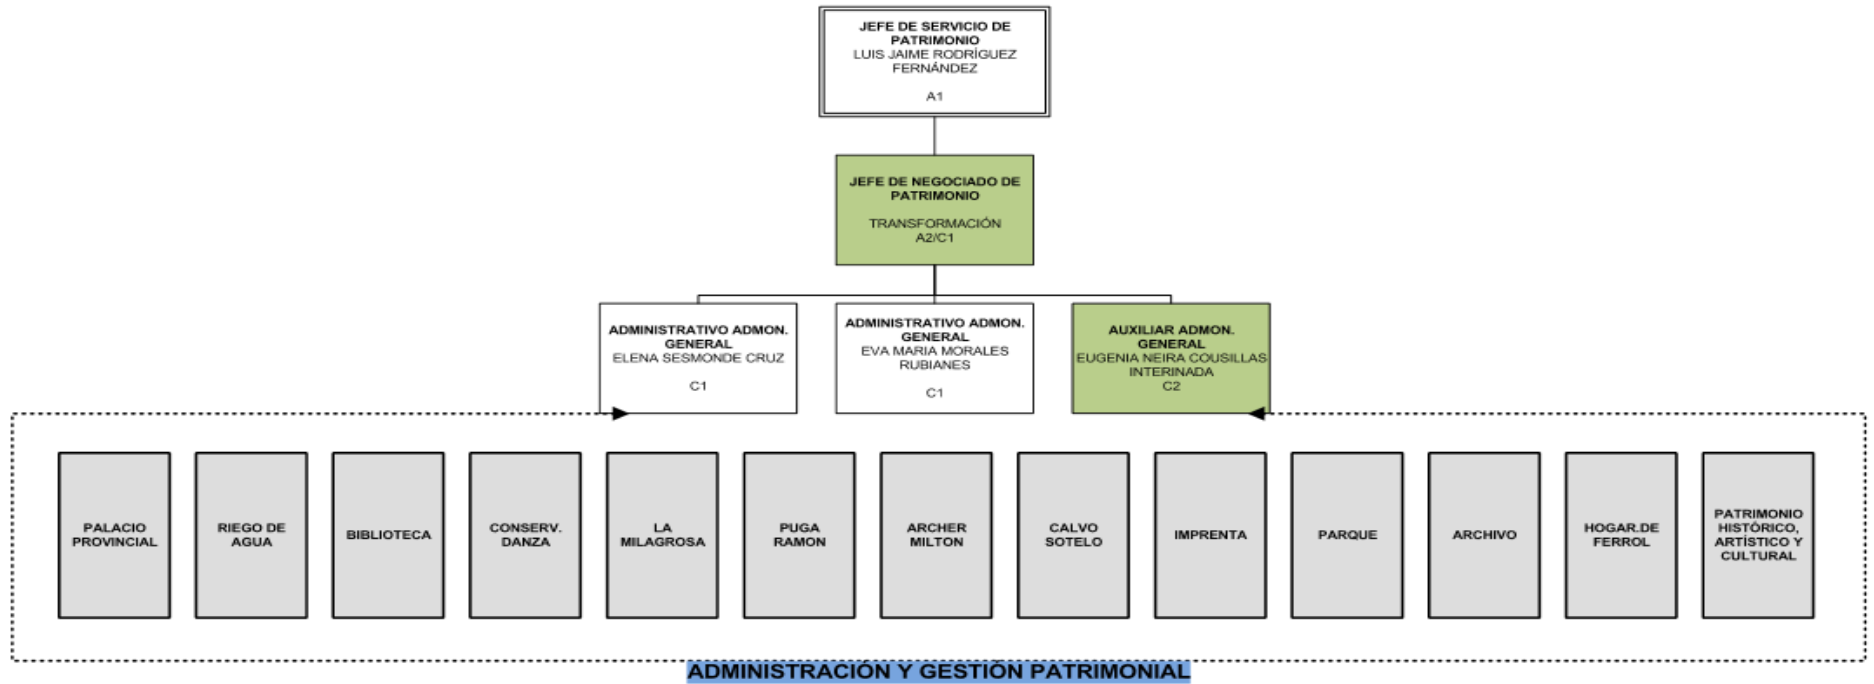 JEFE DE SERVICIO DE
PATRIMONIO
LUIS JAIME RODRÍGUEZ
FERNÁNDEZ
A1
JEFE DE NEGOCIADO DE
PATRIMONIO
TRANSFORMACIÓN
A2/C1
ADMINISTRATIVO ADMON.
GENERAL
ELENA SESMONDE CRUZ
C1
ADMINISTRATIVO ADMON.
GENERAL
EVA MARIA MORALES
RUBIANES
C1
AUXILIAR ADMON.
GENERAL
EUGENIA NEIRA COUSILLAS
INTERINADA
C2
PALACIO
PROVINCIAL
RIEGO DE
AGUA
BIBLIOTECA
CONSERV.
DANZA
LA
MILAGROSA
PUGA
RAMON
ARCHER
MILTON
CALVO
SOTELO
IMPRENTA
PARQUE
ARCHIVO
HOGAR.DE
FERROL
PATRIMONIO
HISTÓRICO,
ARTÍSTICO Y
CULTURAL
ADMINISTRACIÓN Y GESTIÓN PATRIMONIAL